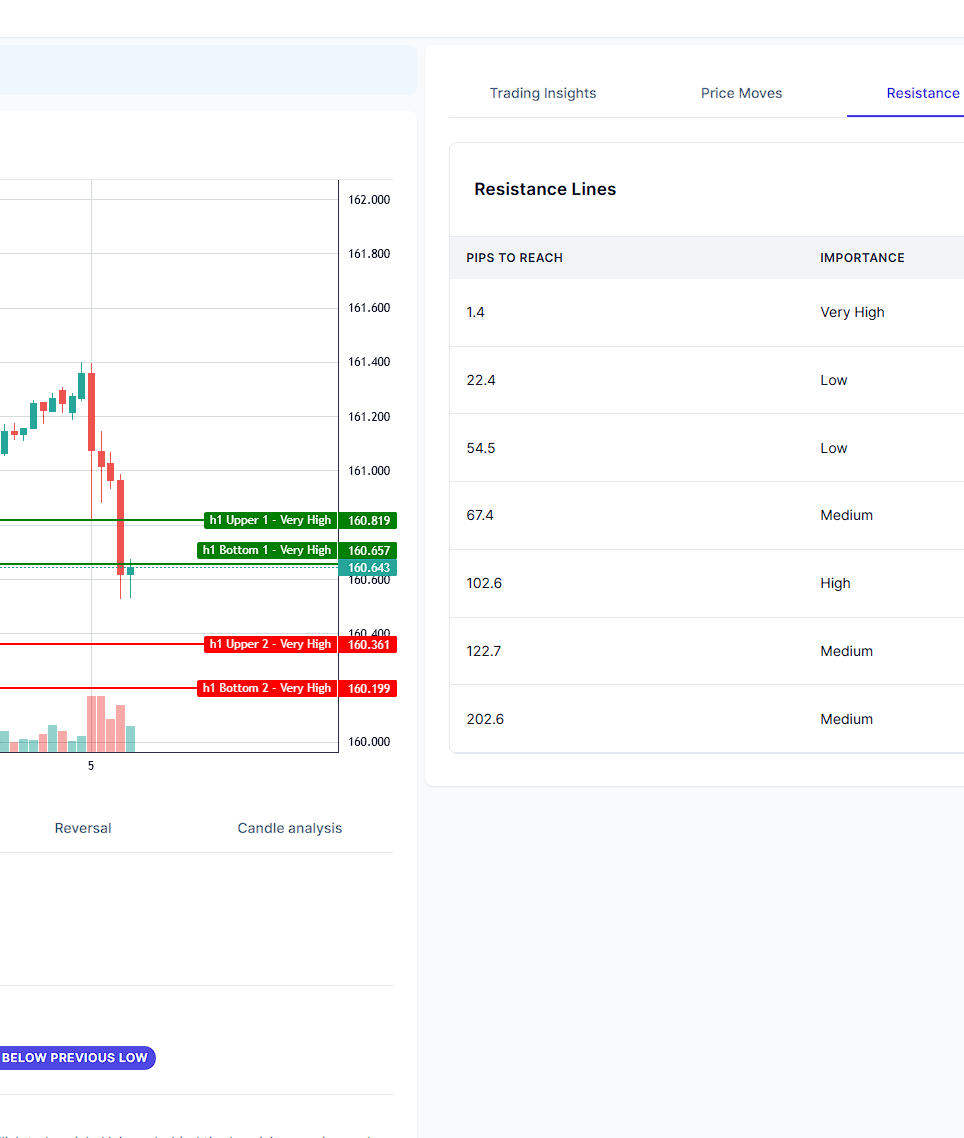 Trading Insights
Price Moves
Resistance
162.000
161.800
161.600
161.400
161.200
161.000
h1 Upper 1 - Very High 160.819
h1 Bottom 1 - Very High 160.657
160.643
160.600
160.400
h1 Upper 2 - Very High 160.361
h1 Bottom 2 - Very High 160.199
160.000
5
Reversal
Candle analysis
BELOW PREVIOUS LOW
Resistance Lines
PIPS TO REACH IMPORTANCE
1.4 Very High
22.4 Low
54.5 Low
67.4 Medium
102.6 High
122.7 Medium
202.6 Medium